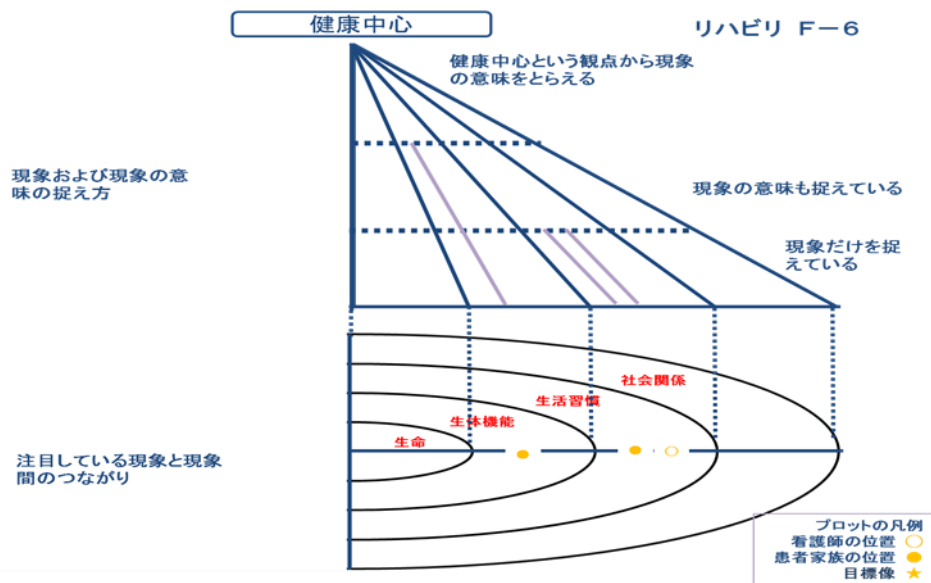 健康中心
リハビリ F－6
健康中心という観点から現象
の意味をとらえる
現象および現象の意
味の捉え方
現象の意味も捉えている
現象だけを捉
えている
社会関係
生活習慣
生体機能
生命
注目している現象と現象
間のつながり
プロットの凡例
看護師の位置
患者家族の位置
目標像